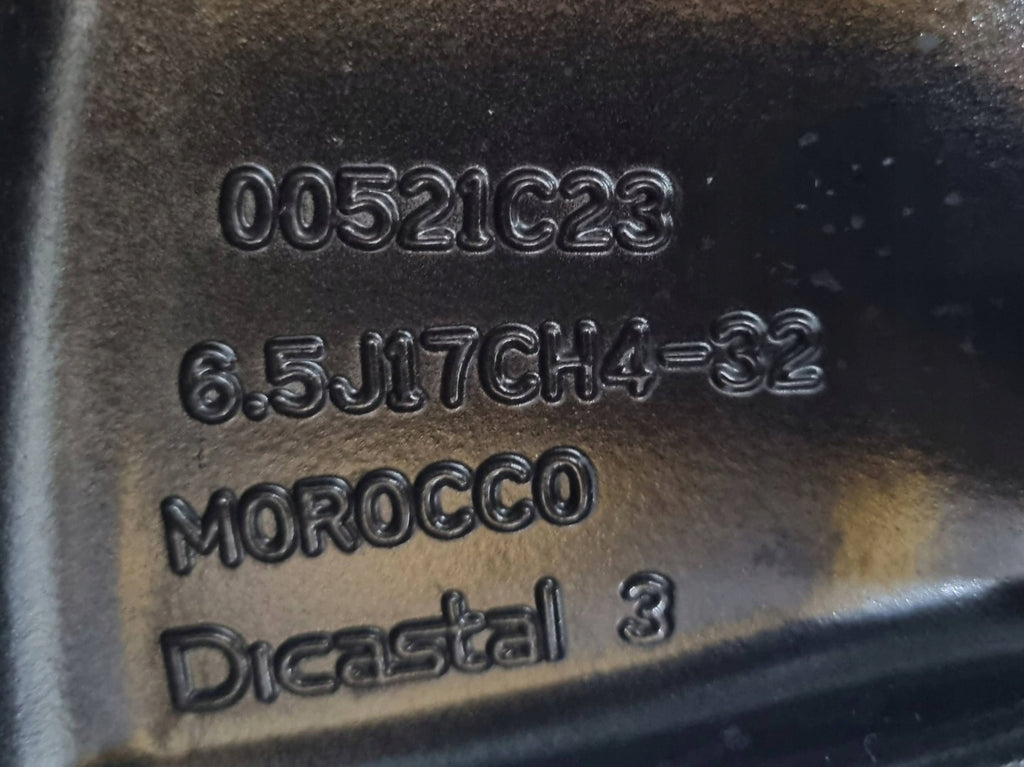 00521C23
6.5J17CH4-32
MOROCCO
Dicastal 3